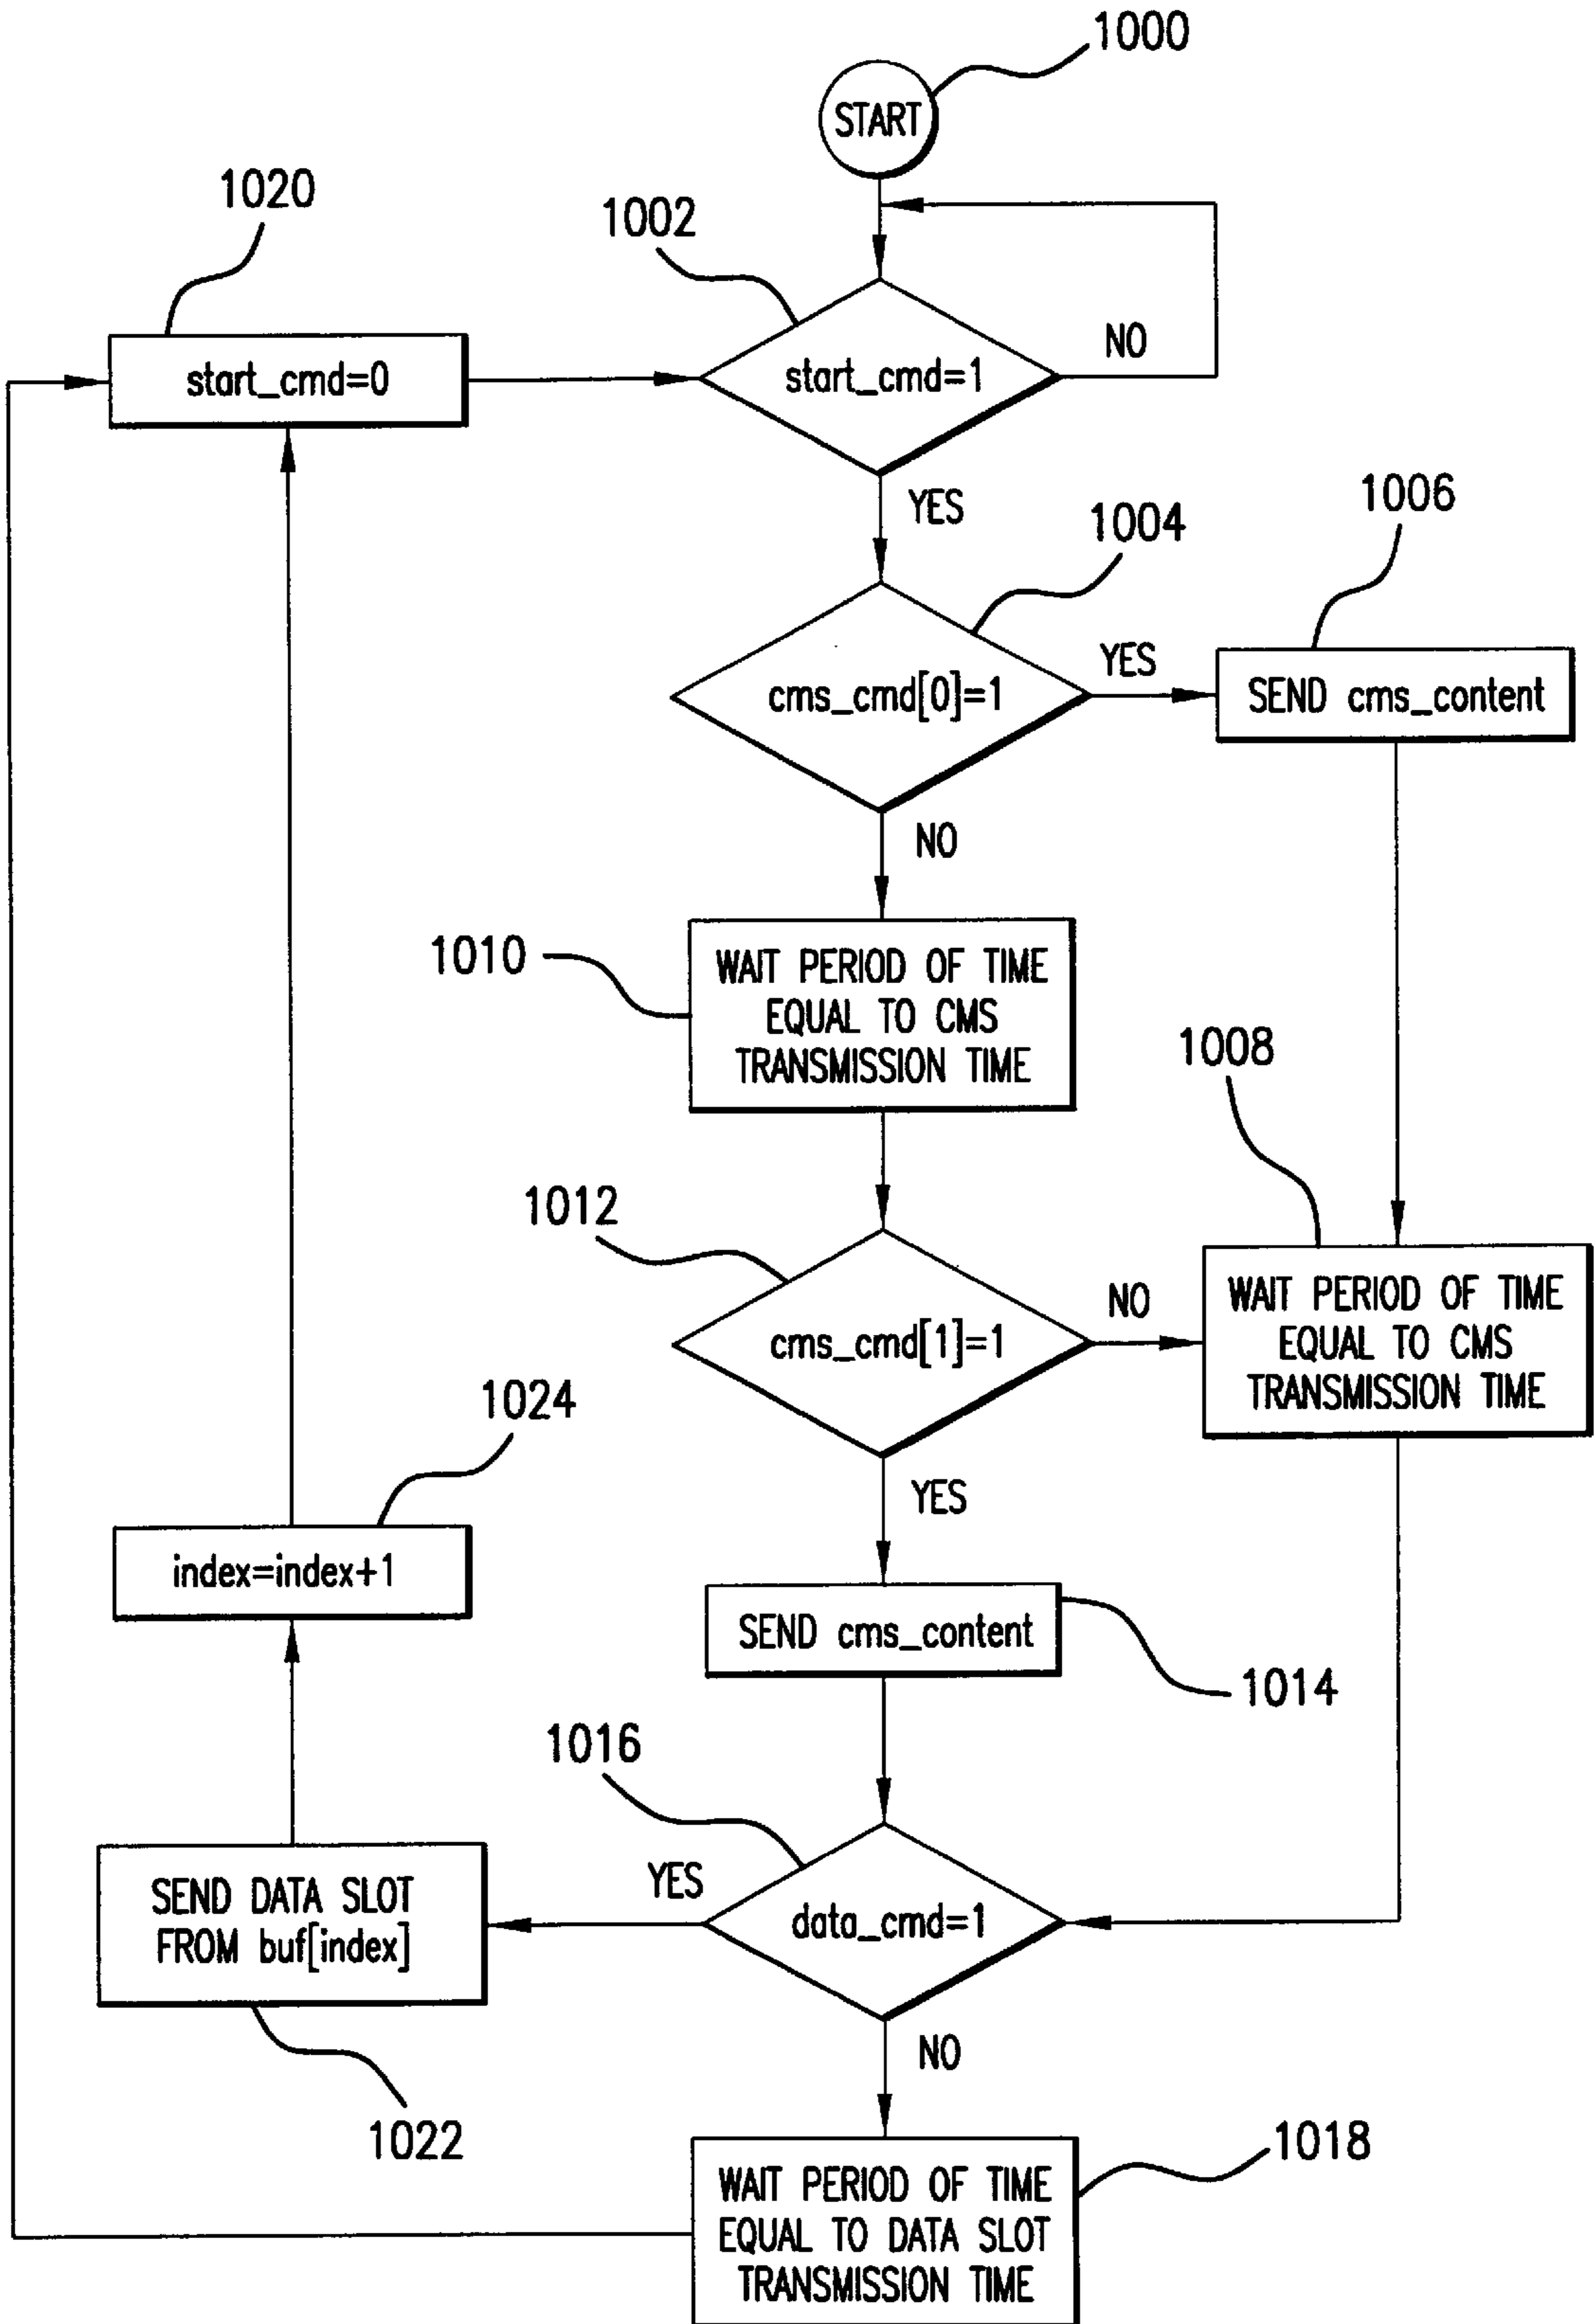 1000
START
1020
1002
start_cmd=0
start_cmd=1
NO
YES
1006
1004
YES
cms_cmd[0]=1
SEND cms_content
NO
1010
WAIT PERIOD OF TIME
EQUAL TO CMS
TRANSMISSION TIME
1008
1012
cms_cmd[1]=1
NO
WAIT PERIOD OF TIME
EQUAL TO CMS
TRANSMISSION TIME
1024
YES
index=index+1
SEND cms_content
1014
1016
YES
SEND DATA SLOT
FROM buf[index]
data_cmd=1
NO
1022
1018
WAIT PERIOD OF TIME
EQUAL TO DATA SLOT
TRANSMISSION TIME